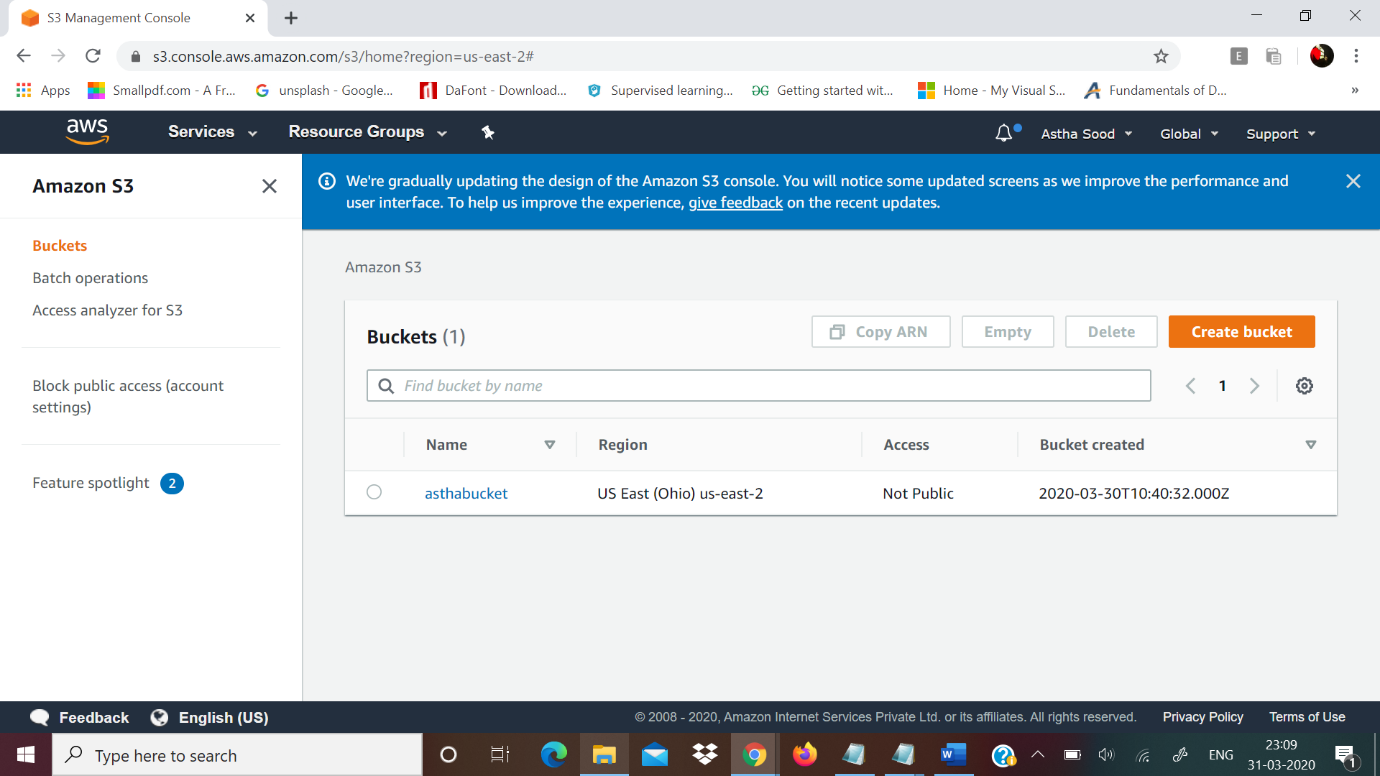 S3 Management Console
s3.console.aws.amazon.com/s3/home?region=us-east-2#
E
Apps
Smallpdf.com - A Fr...
unsplash - Google...
DaFont - Download...
Supervised learning...
Getting started wit...
Home - My Visual S...
Fundamentals of D...
»
aws
Services
Resource Groups
Astha Sood
Global
Support
Amazon S3
We're gradually updating the design of the Amazon S3 console. You will notice some updated screens as we improve the performance and
user interface. To help us improve the experience, give feedback on the recent updates.
Buckets
Batch operations
Access analyzer for S3
Block public access (account
settings)
Feature spotlight 2
Amazon S3
Buckets (1)
Copy ARN
Empty
Delete
Create bucket
Find bucket by name
1
Name
Region
Access
Bucket created
asthabucket
US East (Ohio) us-east-2
Not Public
2020-03-30T10:40:32.000Z
Feedback
English (US)
© 2008 - 2020, Amazon Internet Services Private Ltd. or its affiliates. All rights reserved.
Privacy Policy
Terms of Use
Type here to search
ENG
23:09
31-03-2020
1